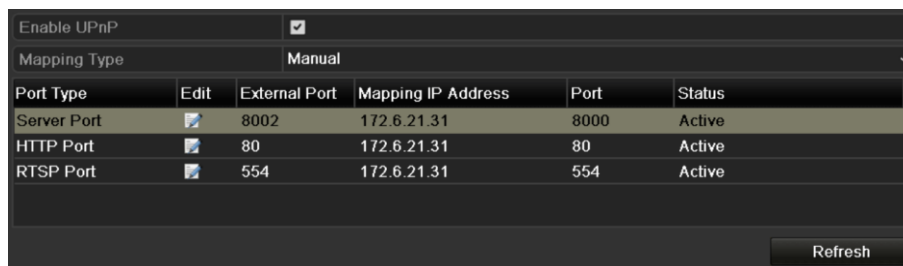 Enable UPnP
Mapping Type Manual
Port Type Edit External Port Mapping IP Address Port Status
Server Port 8002 172.6.21.31 8000 Active
HTTP Port 80 172.6.21.31 80 Active
RTSP Port 554 172.6.21.31 554 Active
Refresh